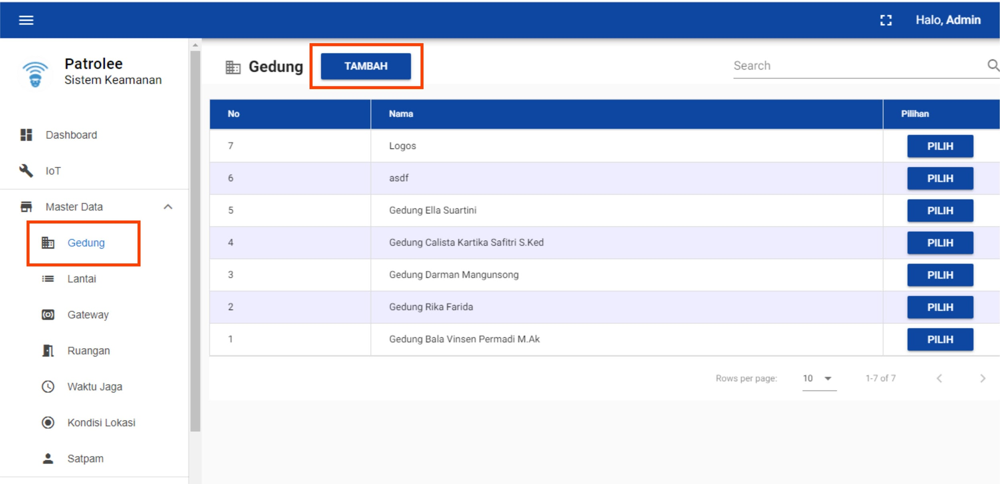 Halo, Admin
Patrolee
Sistem Keamanan
Dashboard
IoT
Master Data
Gedung
Lantai
Gateway
Ruangan
Waktu Jaga
Kondisi Lokasi
Satpam
Gedung TAMBAH Search
No Nama Pilihan
7 Logos PILIH
6 asdf PILIH
5 Gedung Ella Suartini PILIH
4 Gedung Calista Kartika Safitri S.Ked PILIH
3 Gedung Darman Mangunsong PILIH
2 Gedung Rika Farida PILIH
1 Gedung Bala Vinsen Permadi M.Ak PILIH
Rows per page: 10 1-7 of 7